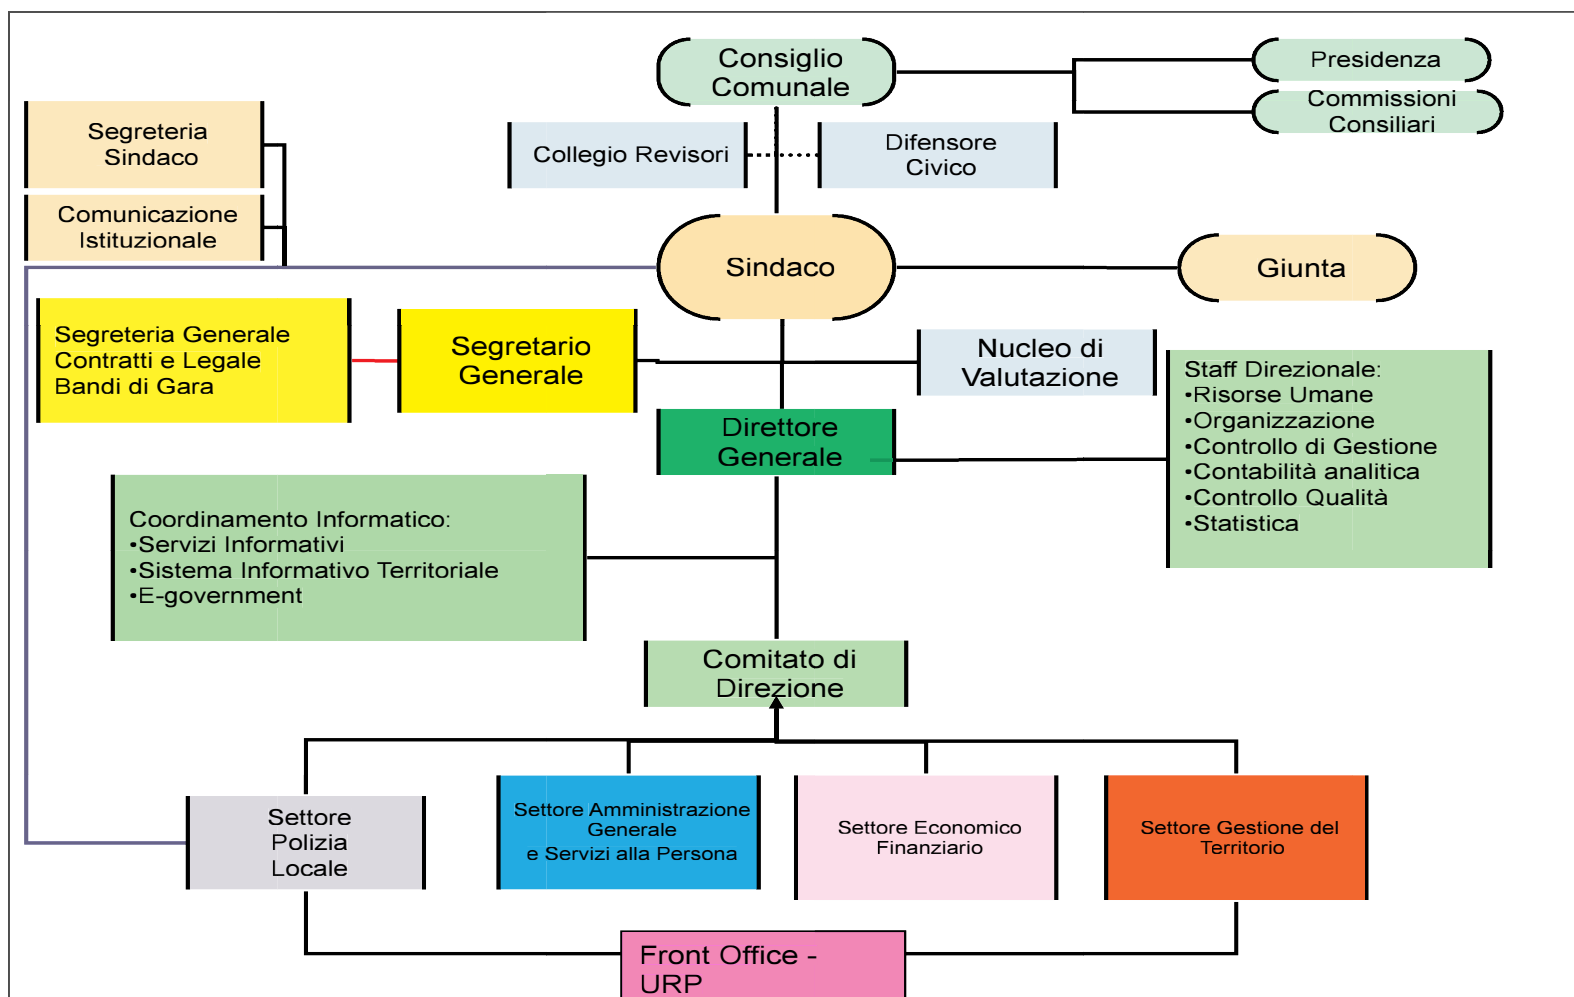 Consiglio
Comunale
Presidenza
Commissioni
Consiliari
Segreteria
Sindaco
Collegio Revisori
Difensore
Civico
Comunicazione
Istituzionale
Sindaco
Giunta
Segreteria Generale
Contratti e Legale
Bandi di Gara
Segretario
Generale
Nucleo di
Valutazione
Staff Direzionale:
•Risorse Umane
•Organizzazione
•Controllo di Gestione
•Contabilità analitica
•Controllo Qualità
•Statistica
Direttore
Generale
Coordinamento Informatico:
•Servizi Informativi
•Sistema Informativo Territoriale
•E-government
Comitato di
Direzione
Settore
Polizia
Locale
Settore Amministrazione
Generale
e Servizi alla Persona
Settore Economico
Finanziario
Settore Gestione del
Territorio
Front Office -
URP